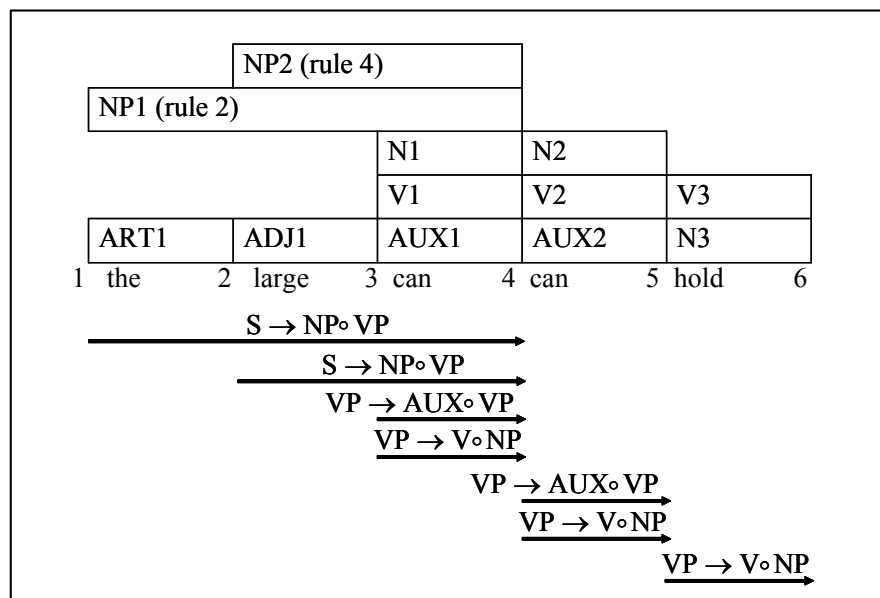 NP2 (rule 4)
NP1 (rule 2)
N1 N2
V1 V2 V3
ART1 ADJ1 AUX1 AUX2 N3
1 the 2 large 3 can 4 can 5 hold 6
S → NP∘VP
S → NP∘VP
VP → AUX∘VP
VP → V∘NP
VP → AUX∘VP
VP → V∘NP
VP → V∘NP